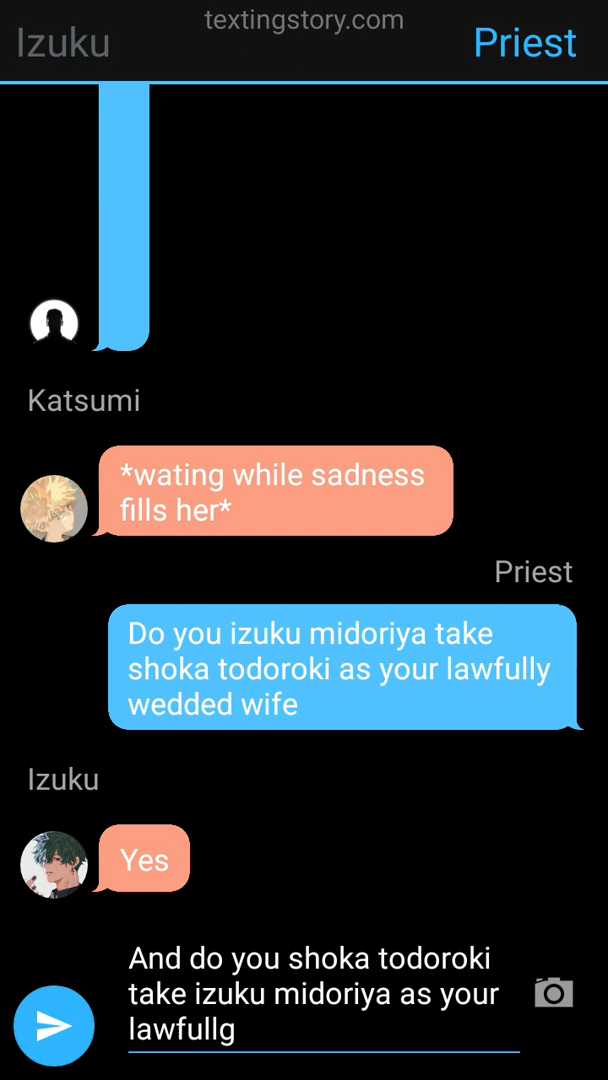 textingstory.com
Izuku
Priest
Katsumi
*wating while sadness
fills her*
Priest
Do you izuku midoriya take
shoka todoroki as your lawfully
wedded wife
Izuku
Yes
And do you shoka todoroki
take izuku midoriya as your
lawfullg